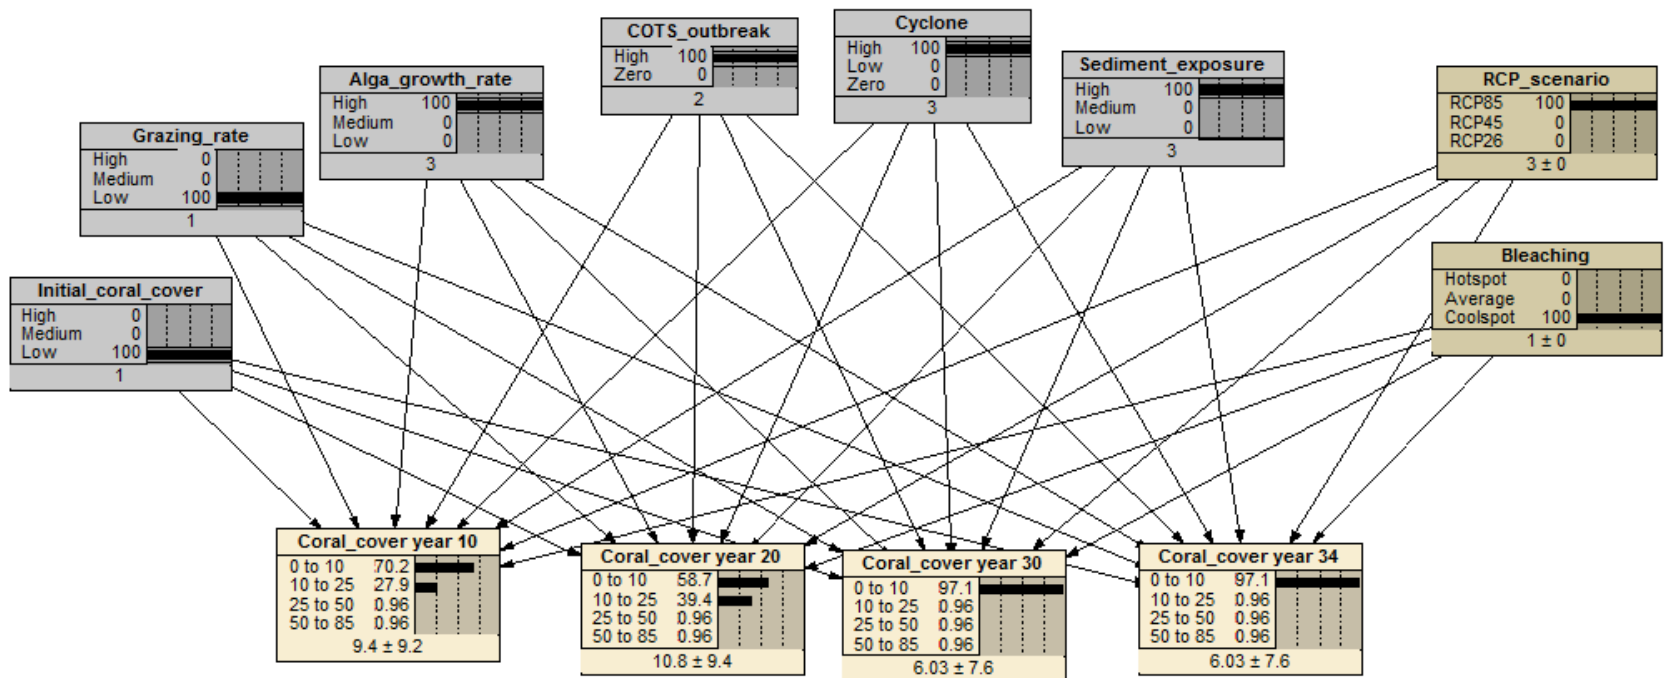 COTS_outbreak
High 100
Zero 0
2
Cyclone
High 100
Low 0
Zero 0
3
Alga_growth_rate
High 100
Medium 0
Low 0
3
Sediment_exposure
High 100
Medium 0
Low 0
3
RCP_scenario
RCP85 100
RCP45 0
RCP26 0
3 ± 0
Grazing_rate
High 0
Medium 0
Low 100
1
Bleaching
Hotspot 0
Average 0
Coolspot 100
1 ± 0
Initial_coral_cover
High 0
Medium 0
Low 100
1
Coral_cover year 10
0 to 10 70.2
10 to 25 27.9
25 to 50 0.96
50 to 85 0.96
9.4 ± 9.2
Coral_cover year 20
0 to 10 58.7
10 to 25 39.4
25 to 50 0.96
50 to 85 0.96
10.8 ± 9.4
Coral_cover year 30
0 to 10 97.1
10 to 25 0.96
25 to 50 0.96
50 to 85 0.96
6.03 ± 7.6
Coral_cover year 34
0 to 10 97.1
10 to 25 0.96
25 to 50 0.96
50 to 85 0.96
6.03 ± 7.6